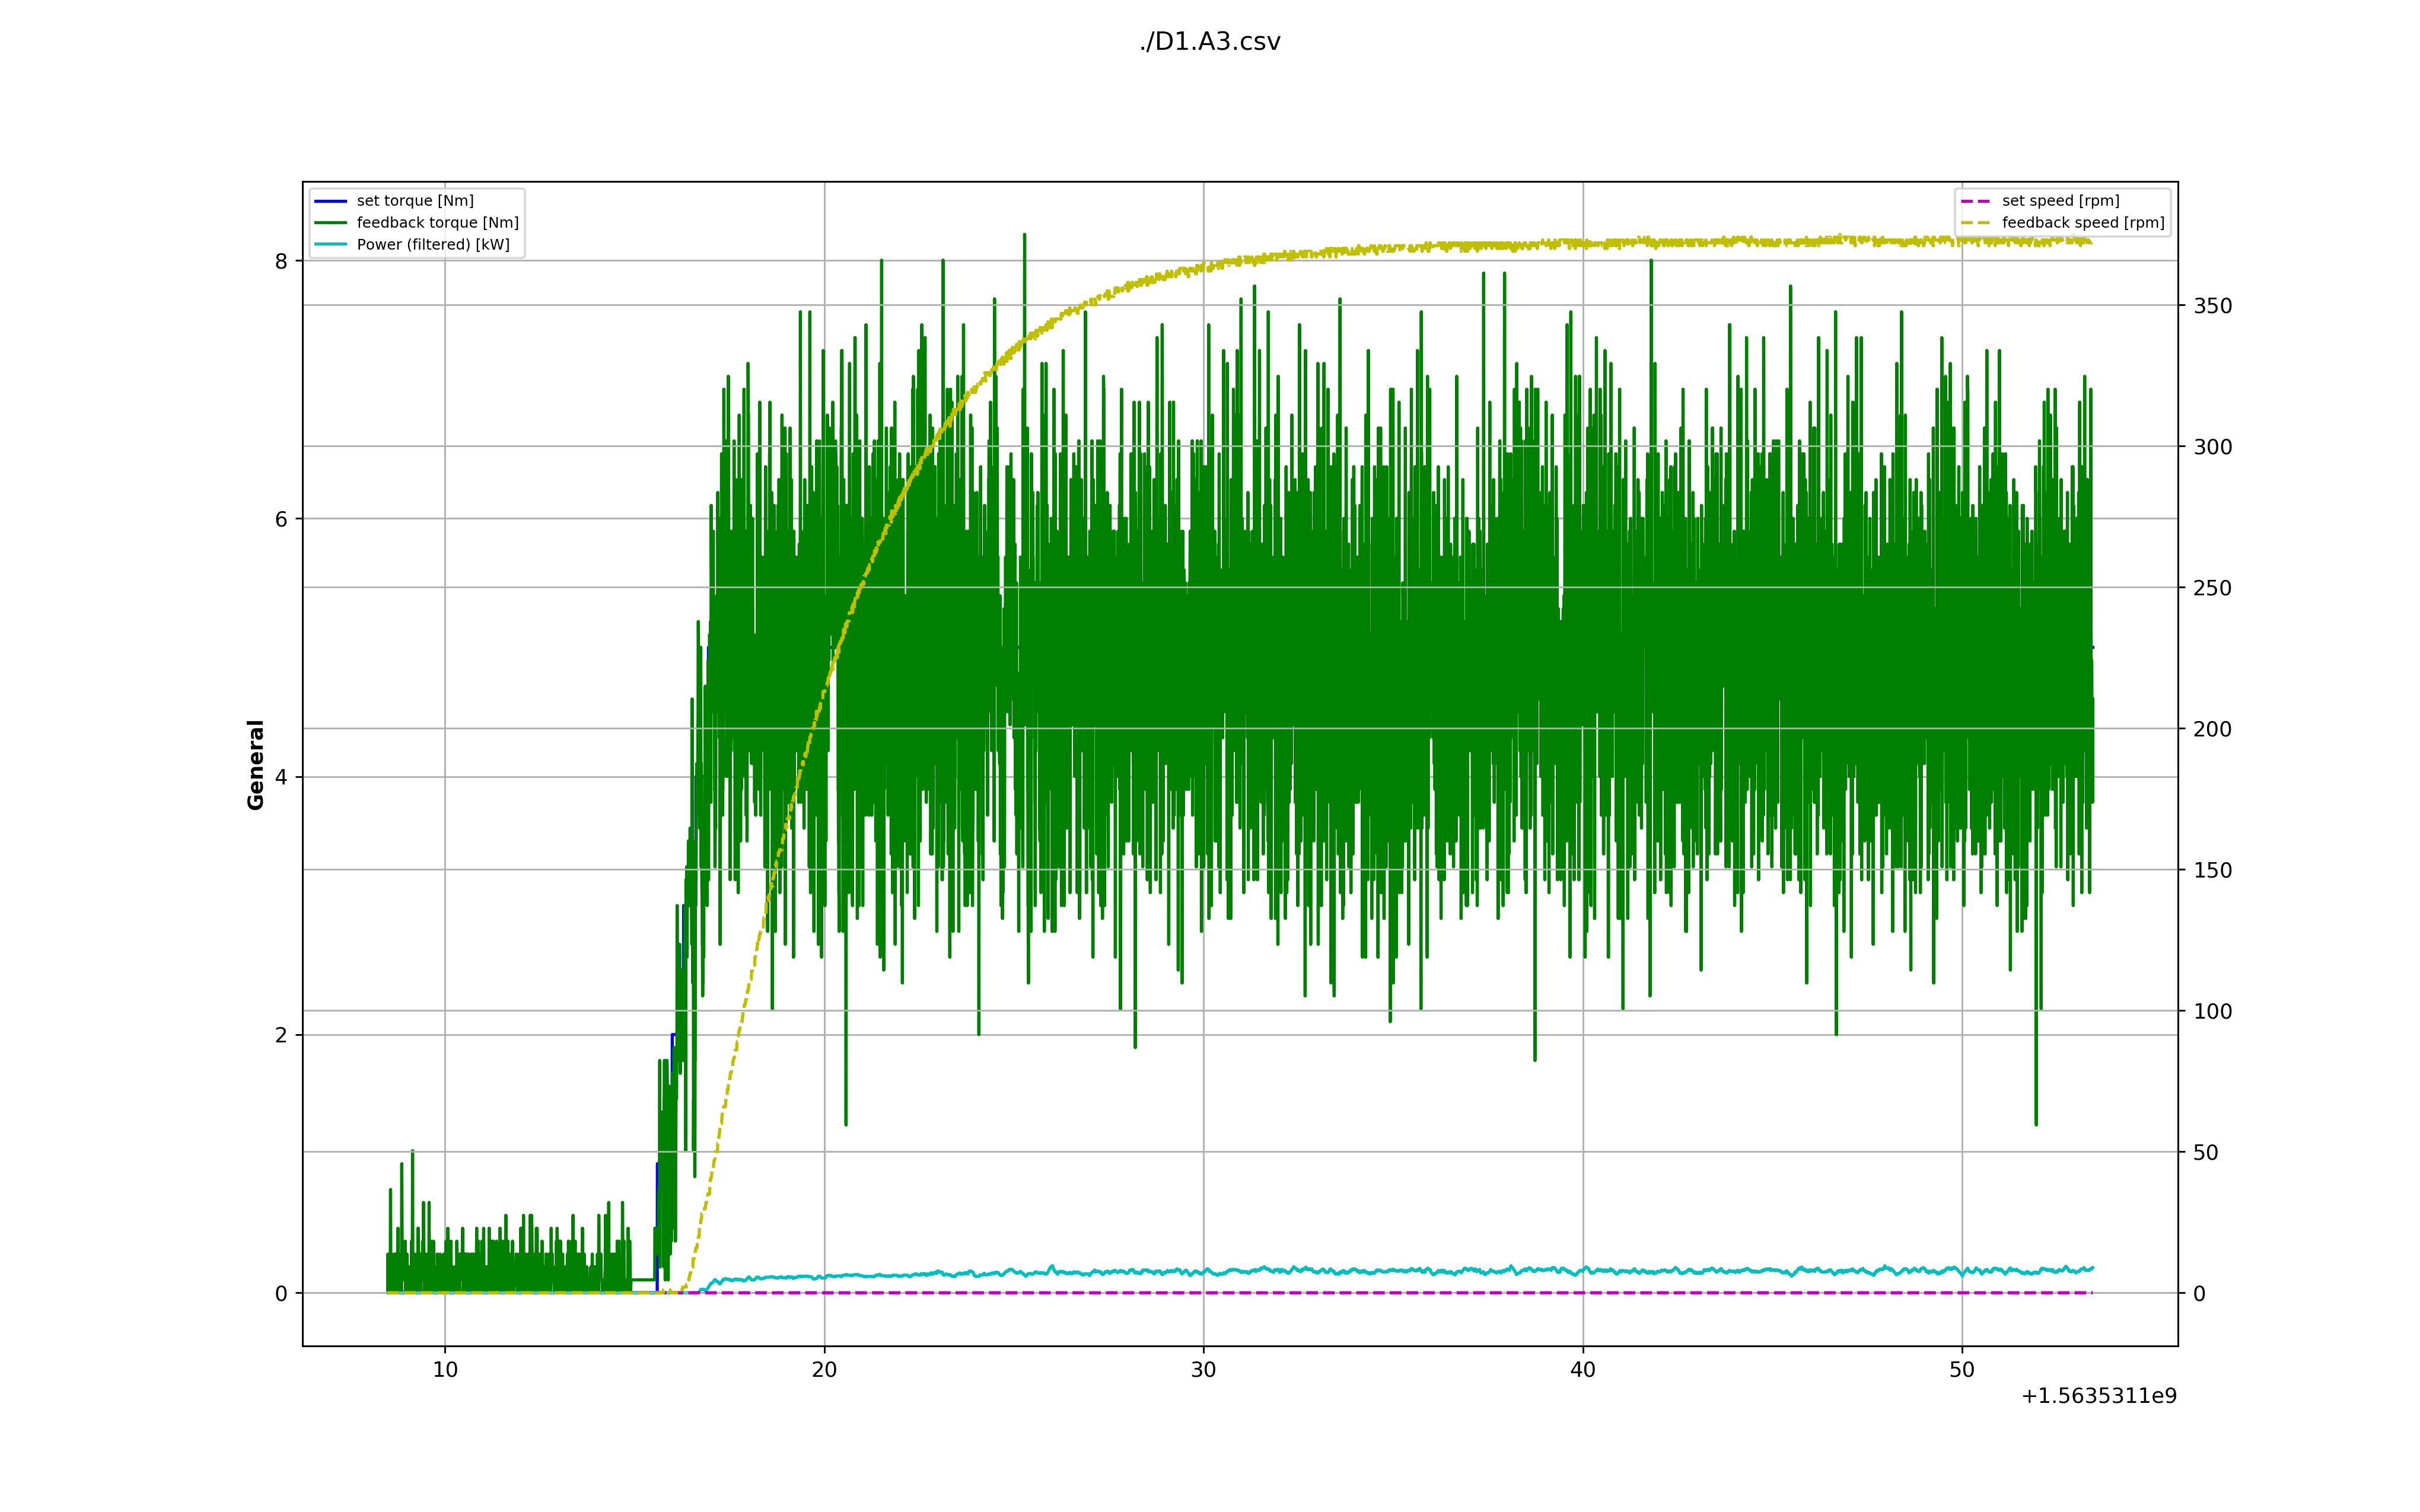 ./D1.A3.csv
set torque [Nm]
feedback torque [Nm]
Power (filtered) [kW]
set speed [rpm]
feedback speed [rpm]
General
8
6
4
2
0
350
300
250
200
150
100
50
0
10 20 30 40 50
+1.5635311e9